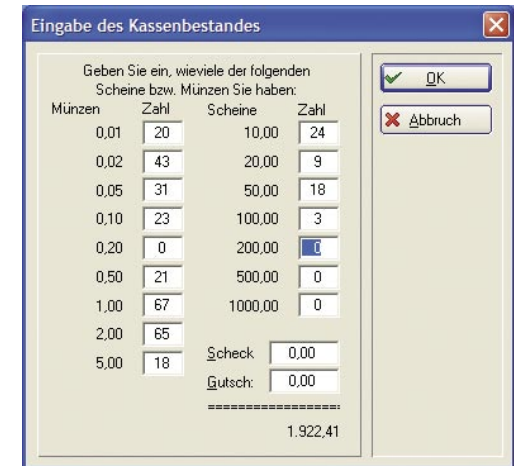 Eingabe des Kassenbestandes
Geben Sie ein, wieviele der folgenden
Scheine bzw. Münzen Sie haben:
Münzen Zahl Scheine Zahl
0,01 20 10,00 24
0,02 43 20,00 9
0,05 31 50,00 18
0,10 23 100,00 3
0,20 0 200,00 0
0,50 21 500,00 0
1,00 67 1000,00 0
2,00 65
5,00 18
Scheck 0,00
Gutsch: 0,00
==================
1.922,41
OK
Abbruch